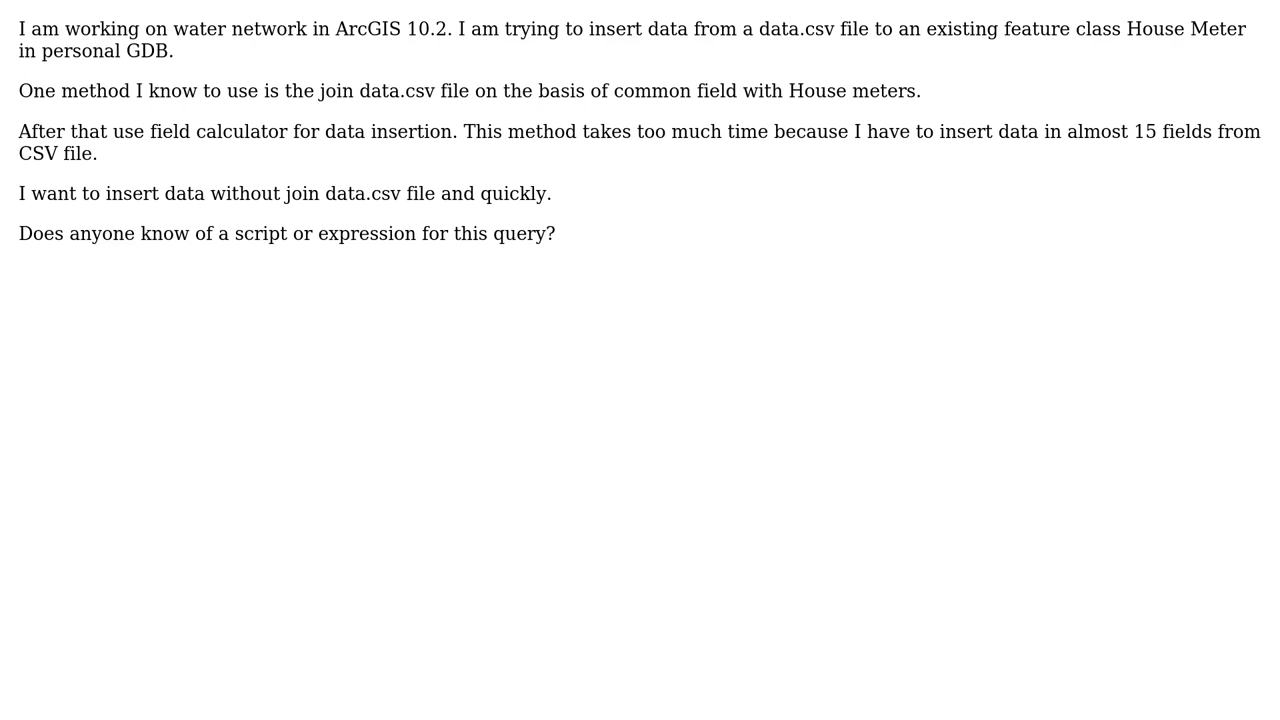 I am working on water network in ArcGIS 10.2. I am trying to insert data from a data.csv file to an existing feature class House Meter
in personal GDB.
One method I know to use is the join data.csv file on the basis of common field with House meters.
After that use field calculator for data insertion. This method takes too much time because I have to insert data in almost 15 fields from
CSV file.
I want to insert data without join data.csv file and quickly.
Does anyone know of a script or expression for this query?